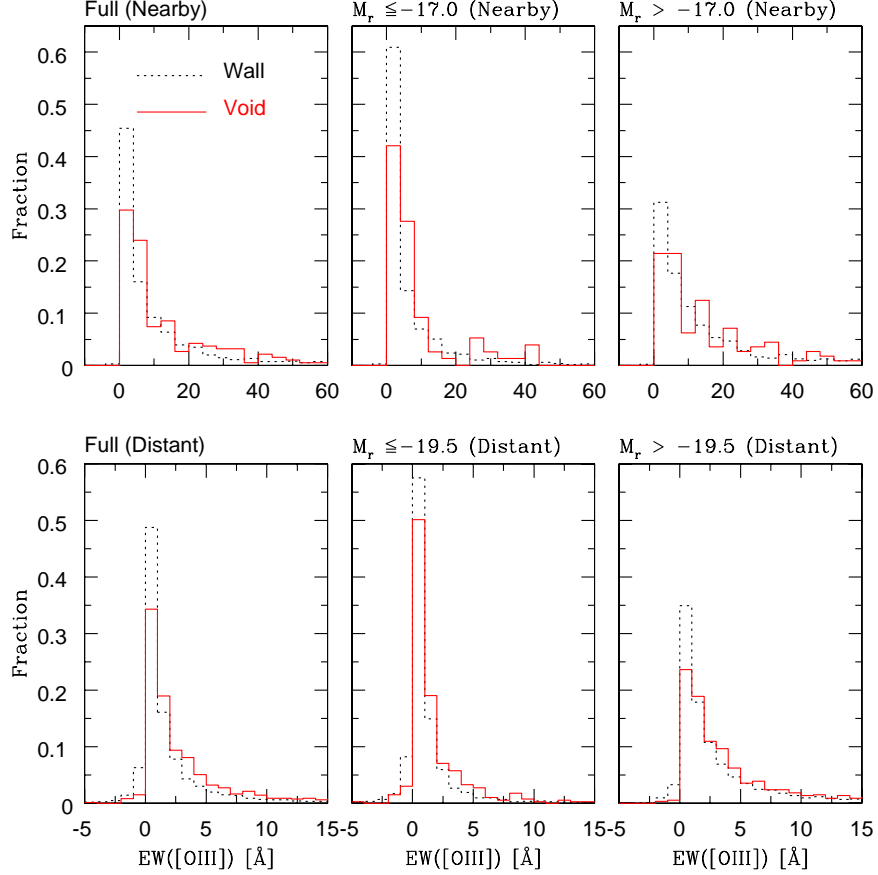 Full (Nearby)
M_r ≦−17.0 (Nearby)
M_r > −17.0 (Nearby)
Wall
Void
Fraction
0.6
0.5
0.4
0.3
0.2
0.1
0
0 20 40 60
0 20 40 60
0 20 40 60
Full (Distant)
M_r ≦−19.5 (Distant)
M_r > −19.5 (Distant)
Fraction
0.6
0.5
0.4
0.3
0.2
0.1
0
-5 0 5 10 15
-5 0 5 10 15
-5 0 5 10 15
EW([OIII]) [Å]
EW([OIII]) [Å]
EW([OIII]) [Å]